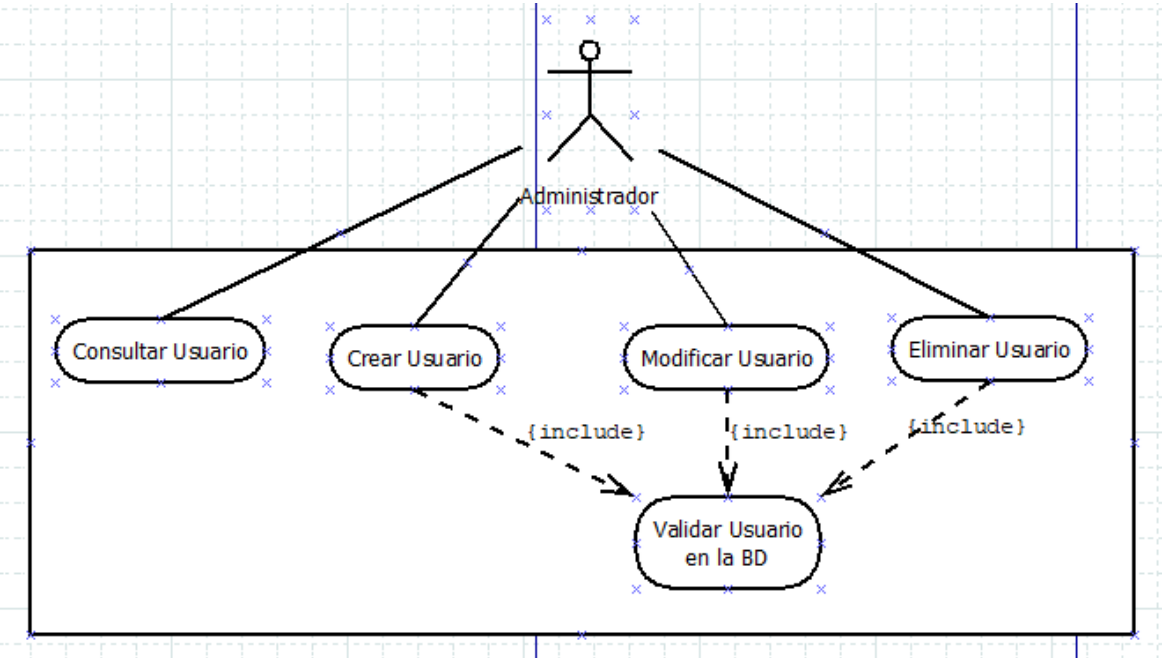 Administrador
Consultar Usuario
Crear Usuario
Modificar Usuario
Eliminar Usuario
{include}
{include}
{include}
Validar Usuario
en la BD